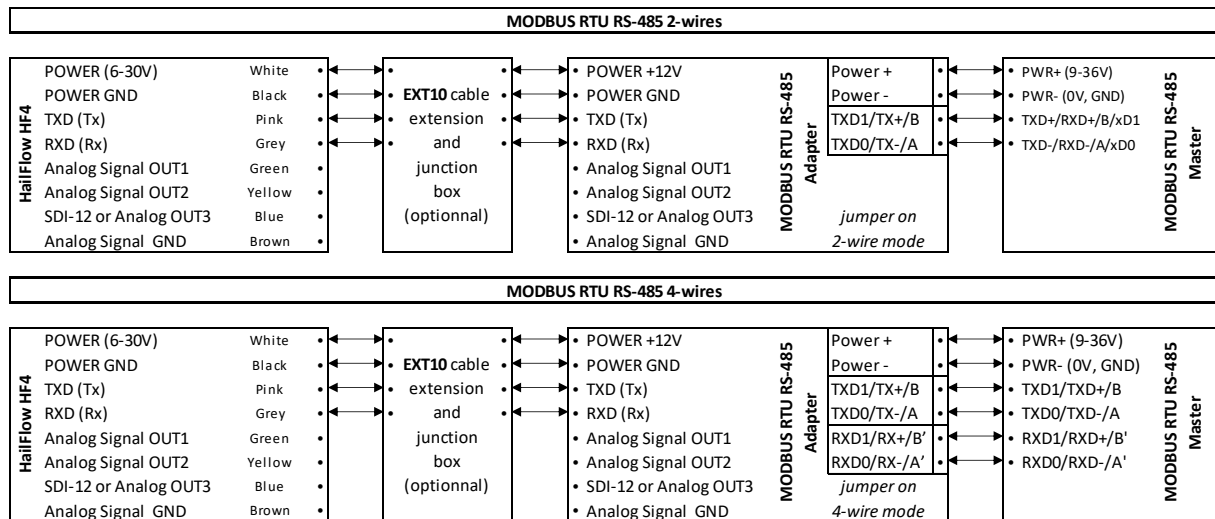 MODBUS RTU RS-485 2-wires
HailFlow HF4
POWER (6-30V) White
POWER GND Black
TXD (Tx) Pink
RXD (Rx) Grey
Analog Signal OUT1 Green
Analog Signal OUT2 Yellow
SDI-12 or Analog OUT3 Blue
Analog Signal GND Brown
EXT10 cable
extension
and
junction
box
(optionnal)
• POWER +12V
• POWER GND
• TXD (Tx)
• RXD (Rx)
• Analog Signal OUT1
• Analog Signal OUT2
• SDI-12 or Analog OUT3
• Analog Signal GND
MODBUS RTU RS-485
Adapter
Power +
Power -
TXD1/TX+/B
TXD0/TX-/A
jumper on
2-wire mode
• PWR+ (9-36V)
• PWR- (0V, GND)
• TXD+/RXD+/B/xD1
• TXD-/RXD-/A/xD0
MODBUS RTU RS-485
Master
MODBUS RTU RS-485 4-wires
HailFlow HF4
POWER (6-30V) White
POWER GND Black
TXD (Tx) Pink
RXD (Rx) Grey
Analog Signal OUT1 Green
Analog Signal OUT2 Yellow
SDI-12 or Analog OUT3 Blue
Analog Signal GND Brown
EXT10 cable
extension
and
junction
box
(optionnal)
• POWER +12V
• POWER GND
• TXD (Tx)
• RXD (Rx)
• Analog Signal OUT1
• Analog Signal OUT2
• SDI-12 or Analog OUT3
• Analog Signal GND
MODBUS RTU RS-485
Adapter
Power +
Power -
TXD1/TX+/B
TXD0/TX-/A
RXD1/RX+/B’
RXD0/RX-/A’
jumper on
4-wire mode
• PWR+ (9-36V)
• PWR- (0V, GND)
• TXD1/TXD+/B
• TXD0/TXD-/A
• RXD1/RXD+/B'
• RXD0/RXD-/A'
MODBUS RTU RS-485
Master